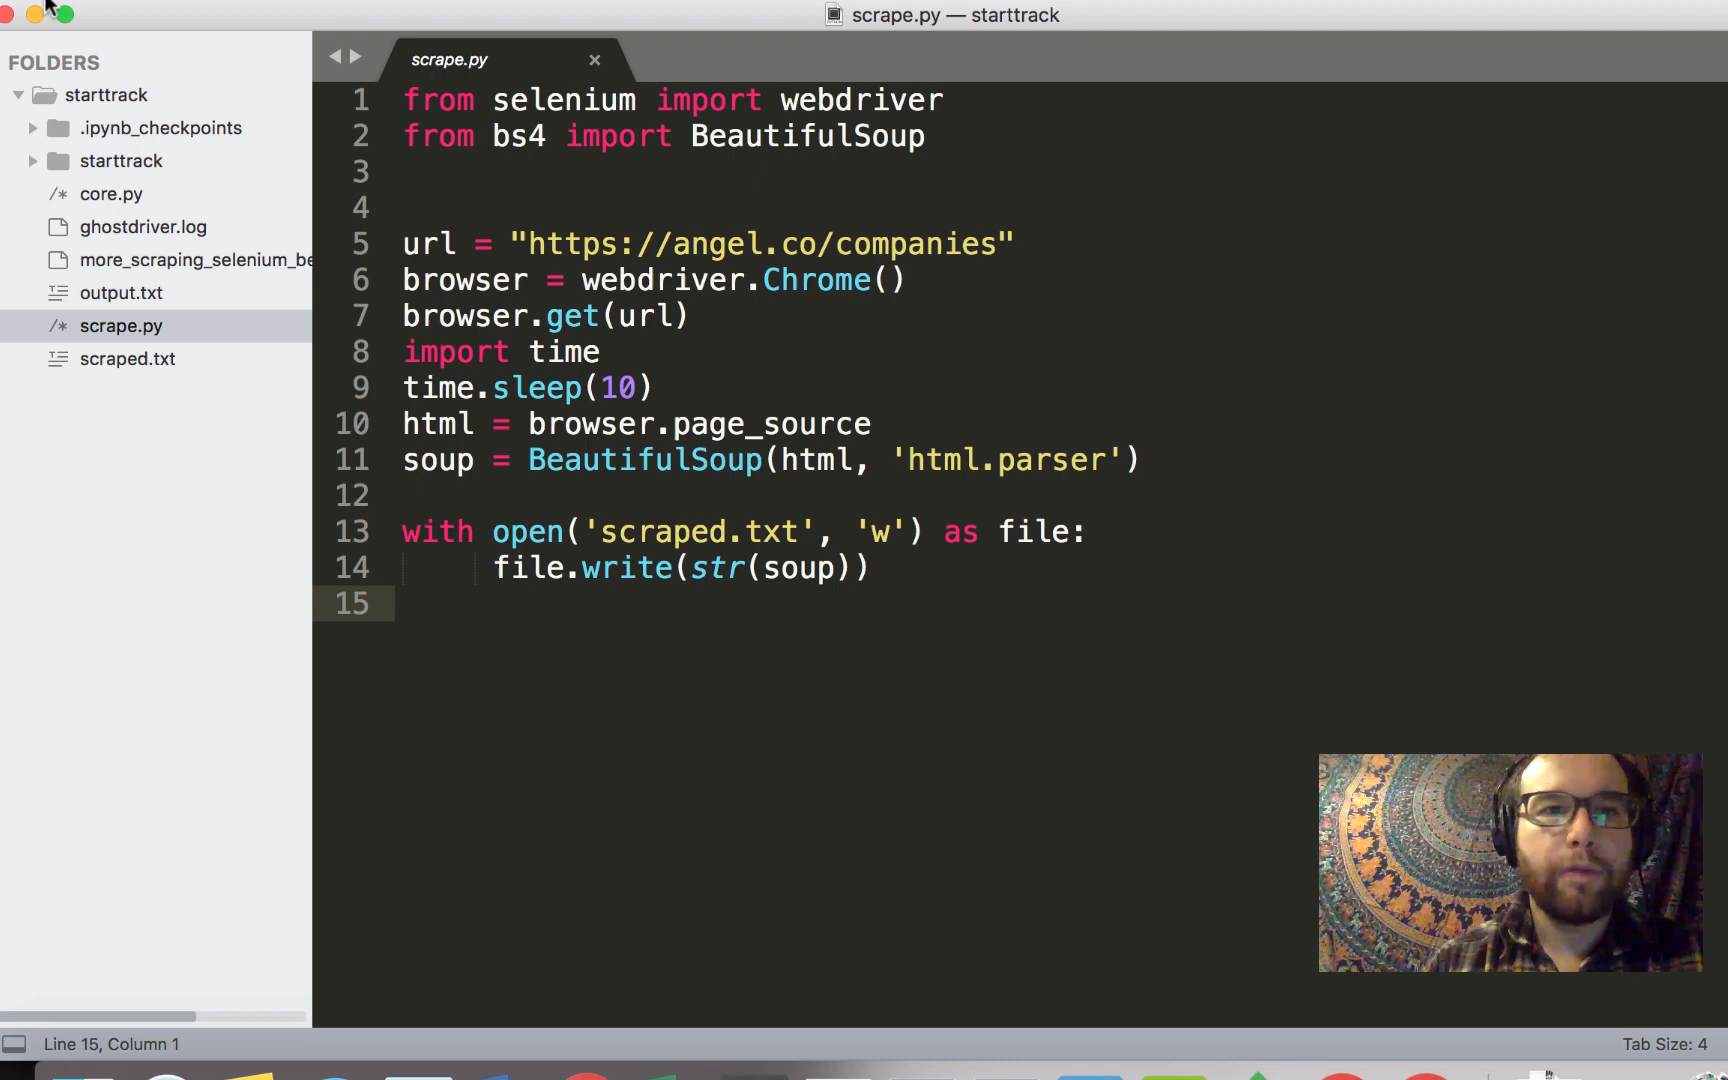 scrape.py — starttrack
FOLDERS
starttrack
.ipynb_checkpoints
starttrack
core.py
ghostdriver.log
more_scraping_selenium_be
output.txt
scrape.py
scraped.txt
scrape.py
1 from selenium import webdriver
2 from bs4 import BeautifulSoup
3
4
5 url = "https://angel.co/companies"
6 browser = webdriver.Chrome()
7 browser.get(url)
8 import time
9 time.sleep(10)
10 html = browser.page_source
11 soup = BeautifulSoup(html, 'html.parser')
12
13 with open('scraped.txt', 'w') as file:
14     file.write(str(soup))
15
Line 15, Column 1
Tab Size: 4